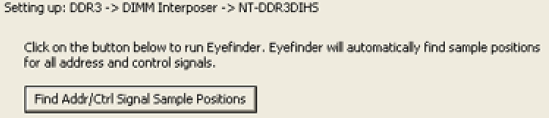 Setting up: DDR3 -> DIMM Interposer -> NT-DDR3DIHS
Click on the button below to run Eyefinder. Eyefinder will automatically find sample positions
for all address and control signals.
Find Addr/Ctrl Signal Sample Positions